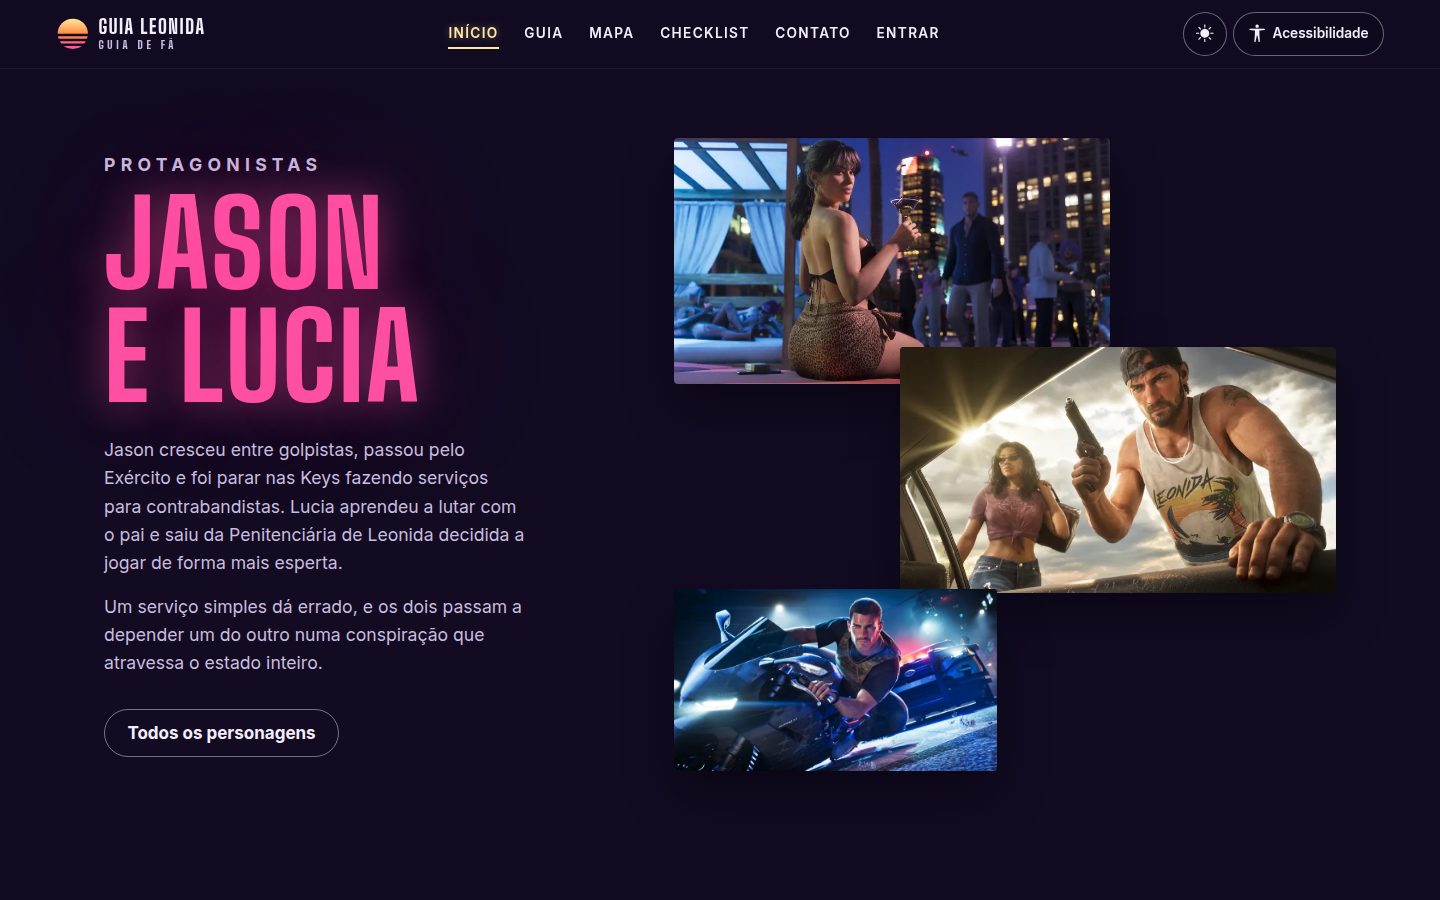 GUIA LEONIDA
GUIA DE FÃ
INÍCIO
GUIA
MAPA
CHECKLIST
CONTATO
ENTRAR
Acessibilidade
PROTAGONISTAS
JASON
E LUCIA
Jason cresceu entre golpistas, passou pelo
Exército e foi parar nas Keys fazendo serviços
para contrabandistas. Lucia aprendeu a lutar com
o pai e saiu da Penitenciária de Leonida decidida a
jogar de forma mais esperta.
Um serviço simples dá errado, e os dois passam a
depender um do outro numa conspiração que
atravessa o estado inteiro.
Todos os personagens
LEONIDA